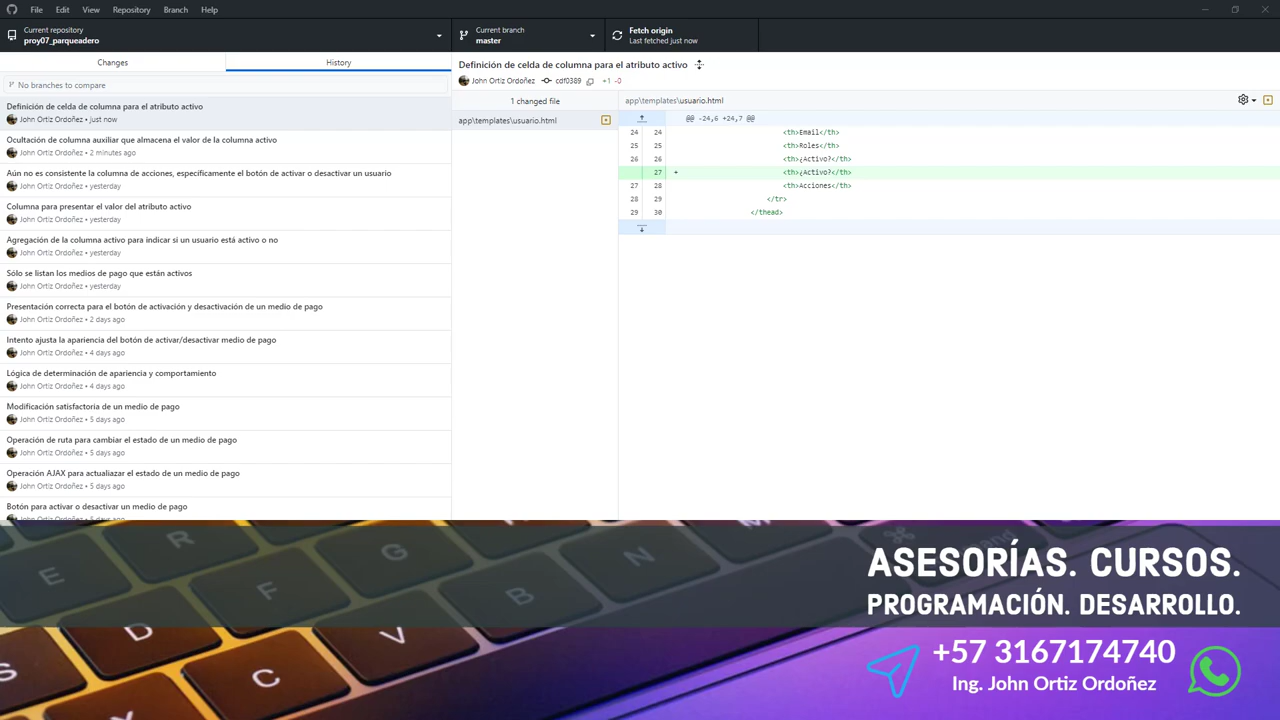 File Edit View Repository Branch Help
Current repository
proy07_parqueadero
Current branch
master
Fetch origin
Last fetched just now
Changes
History
No branches to compare
Definición de celda de columna para el atributo activo
John Ortiz Ordoñez • just now
Ocultación de columna auxiliar que almacena el valor de la columna activo
John Ortiz Ordoñez • 2 minutes ago
Aún no es consistente la columna de acciones, específicamente el botón de activar o desactivar un usuario
John Ortiz Ordoñez • yesterday
Columna para presentar el valor del atributo activo
John Ortiz Ordoñez • yesterday
Agregación de la columna activo para indicar si un usuario está activo o no
John Ortiz Ordoñez • yesterday
Sólo se listan los medios de pago que están activos
John Ortiz Ordoñez • yesterday
Presentación correcta para el botón de activación y desactivación de un medio de pago
John Ortiz Ordoñez • 2 days ago
Intento ajusta la apariencia del botón de activar/desactivar medio de pago
John Ortiz Ordoñez • 4 days ago
Lógica de determinación de apariencia y comportamiento
John Ortiz Ordoñez • 4 days ago
Modificación satisfactoria de un medio de pago
John Ortiz Ordoñez • 5 days ago
Operación de ruta para cambiar el estado de un medio de pago
John Ortiz Ordoñez • 5 days ago
Operación AJAX para actualiazar el estado de un medio de pago
John Ortiz Ordoñez • 5 days ago
Botón para activar o desactivar un medio de pago
John Ortiz Ordoñez • 5 days ago
Definición de celda de columna para el atributo activo
John Ortiz Ordoñez cdf0389 +1 -0
1 changed file
app\templates\usuario.html
app\templates\usuario.html
@@ -24,6 +24,7 @@
24 24 <th>Email</th>
25 25 <th>Roles</th>
26 26 <th>¿Activo?</th>
27 + <th>¿Activo?</th>
27 28 <th>Acciones</th>
28 29 </tr>
29 30 </thead>
ASESORÍAS. CURSOS.
PROGRAMACIÓN. DESARROLLO.
+57 3167174740
Ing. John Ortiz Ordoñez
E R F G D C V B N